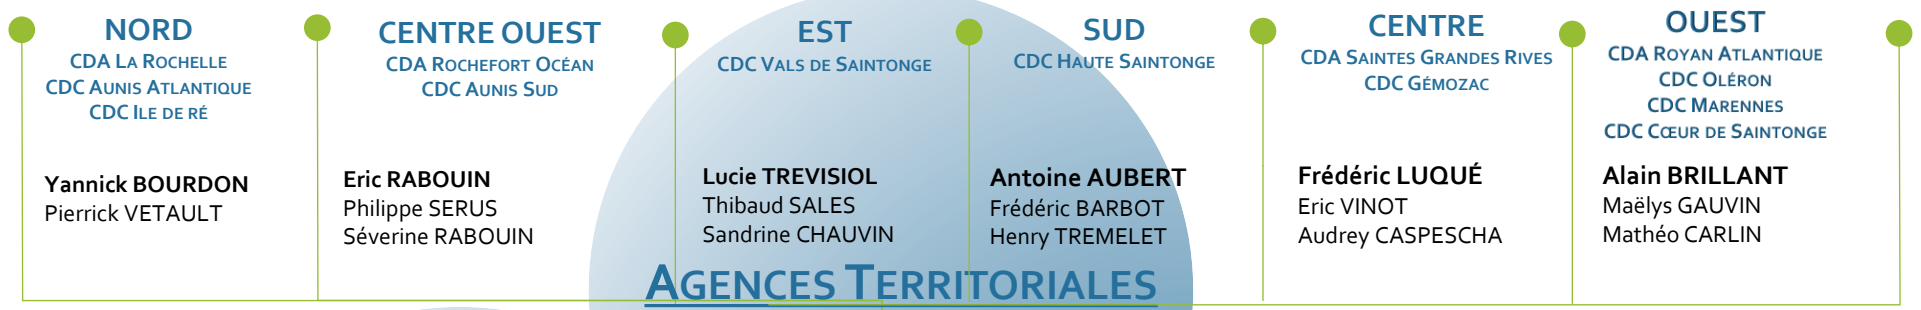 NORD
CDA LA ROCHELLE
CDC AUNIS ATLANTIQUE
CDC ILE DE RÉ
Yannick BOURDON
Pierrick VETAULT
CENTRE OUEST
CDA ROCHEFORT OCÉAN
CDC AUNIS SUD
Eric RABOUIN
Philippe SERUS
Séverine RABOUIN
EST
CDC VALS DE SAINTONGE
Lucie TREVISIOL
Thibaud SALES
Sandrine CHAUVIN
SUD
CDC HAUTE SAINTONGE
Antoine AUBERT
Frédéric BARBOT
Henry TREMELET
CENTRE
CDA SAINTES GRANDES RIVES
CDC GÉMOZAC
Frédéric LUQUÉ
Eric VINOT
Audrey CASPESCHA
OUEST
CDA ROYAN ATLANTIQUE
CDC OLÉRON
CDC MARENNES
CDC CŒUR DE SAINTONGE
Alain BRILLANT
Maëlys GAUVIN
Mathéo CARLIN
AGENCES TERRITORIALES